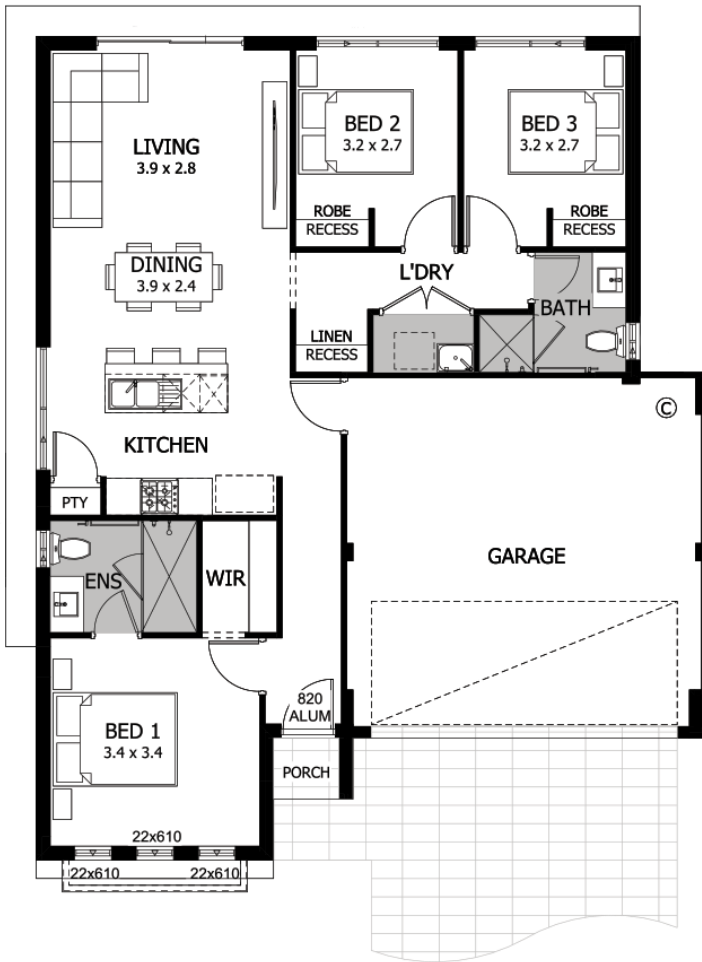 LIVING
3.9 x 2.8
BED 2
3.2 x 2.7
BED 3
3.2 x 2.7
ROBE
RECESS
ROBE
RECESS
DINING
3.9 x 2.4
L'DRY
BATH
LINEN
RECESS
©
KITCHEN
PTY
GARAGE
ENS
WIR
820
ALUM
BED 1
3.4 x 3.4
PORCH
22x610
22x610
22x610